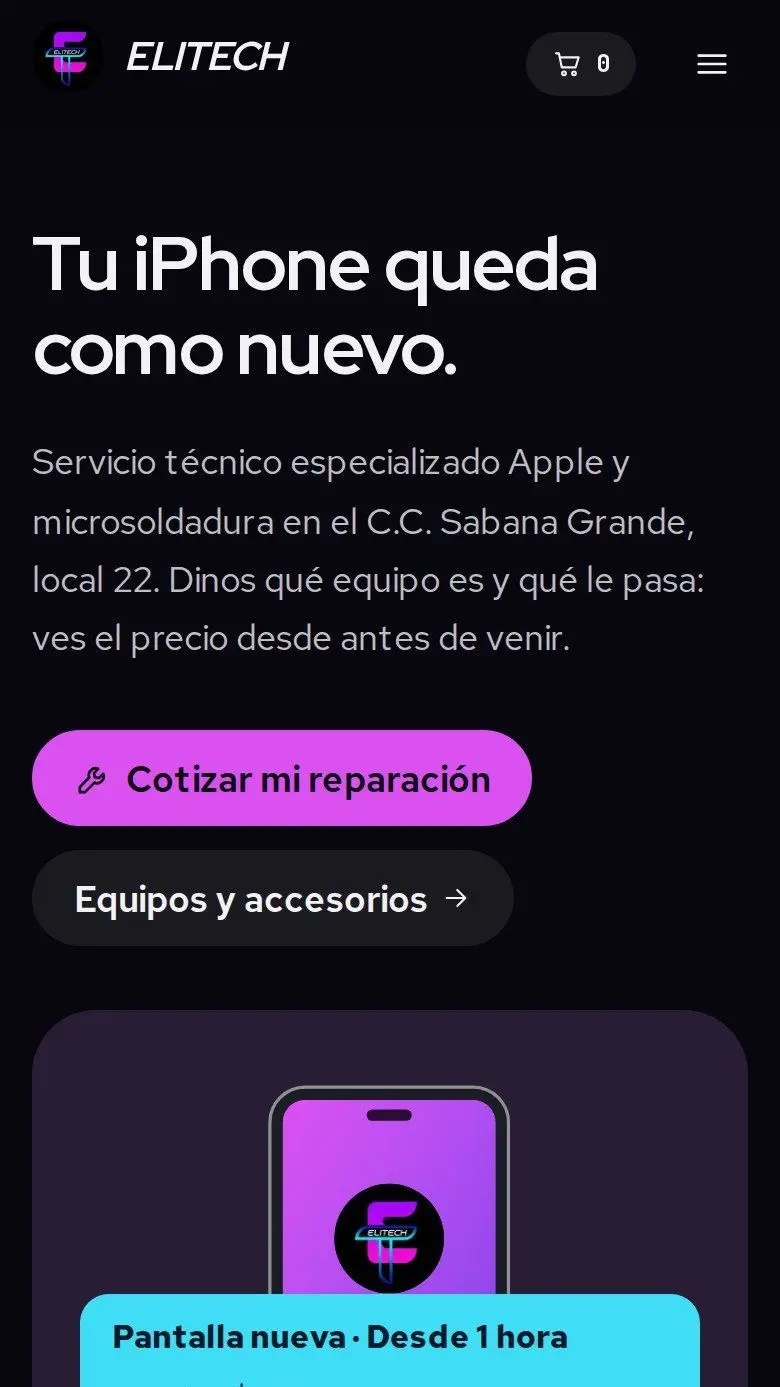 ELITECH
ELITECH
0
Tu iPhone queda
como nuevo.
Servicio técnico especializado Apple y
microsoldadura en el C.C. Sabana Grande,
local 22. Dinos qué equipo es y qué le pasa:
ves el precio desde antes de venir.
Cotizar mi reparación
Equipos y accesorios →
ELITECH
Pantalla nueva · Desde 1 hora